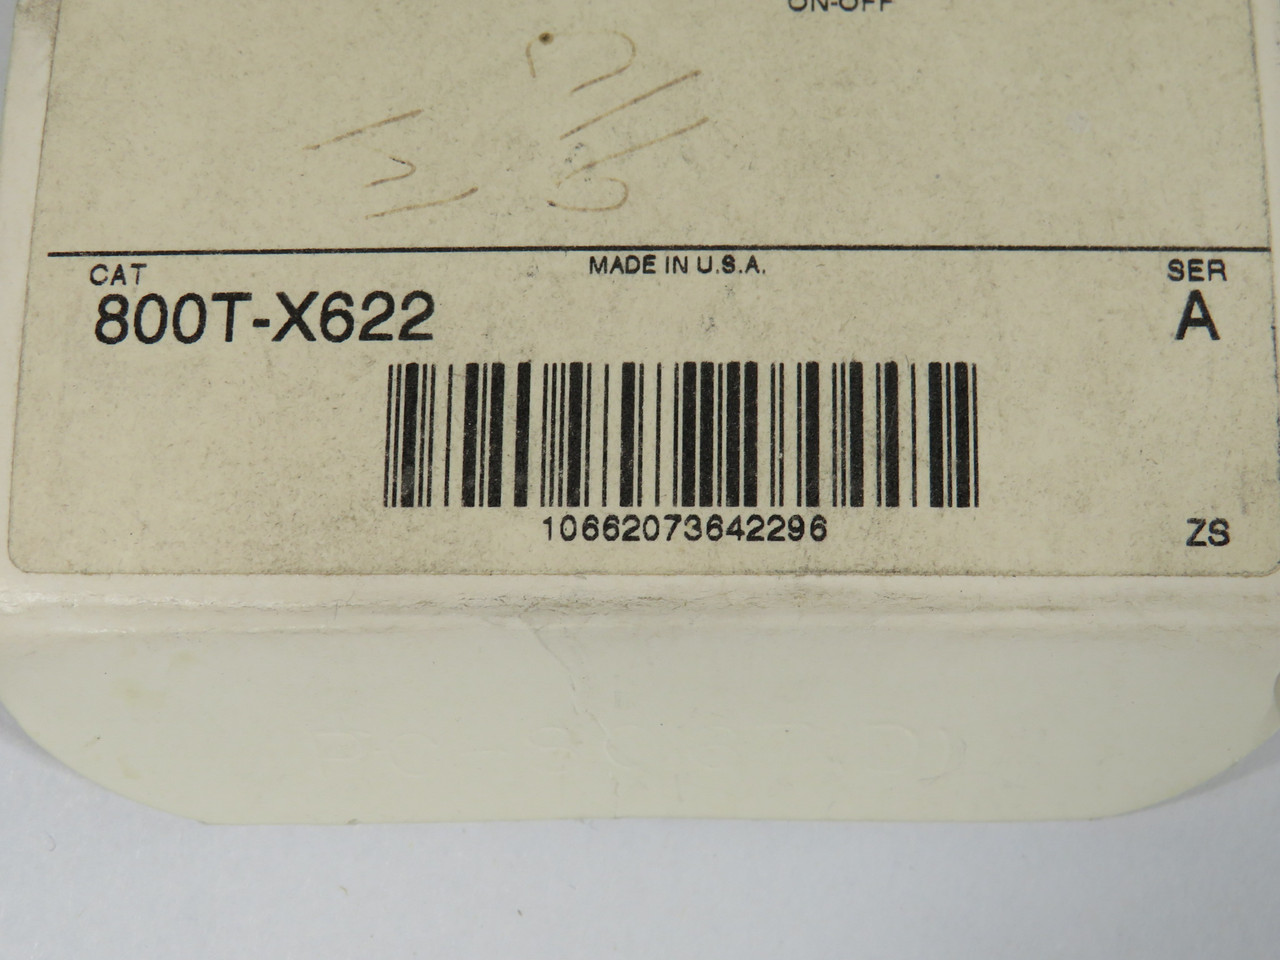 ON-OFF
CAT
MADE IN U.S.A.
SER
800T-X622
A
10662073642296
ZS